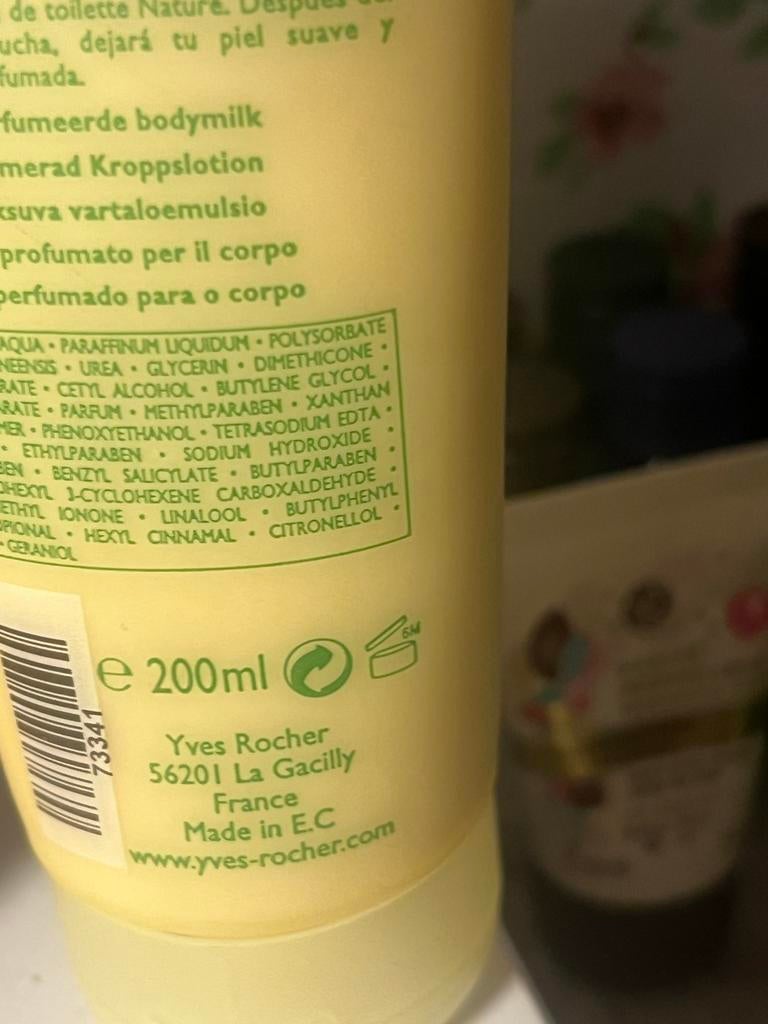 de toilette Nature. Después
ucha, dejará tu piel suave y
fumada.
fumeerde bodymilk
merad Kroppslotion
ksuva vartaloemulsio
profumato per il corpo
perfumado para o corpo
AQUA • PARAFFINUM LIQUIDUM • POLYSORBATE
NEENSIS • UREA • GLYCERIN • DIMETHICONE •
RATE • CETYL ALCOHOL • BUTYLENE GLYCOL •
RATE • PARFUM • METHYLPARABEN • XANTHAN
MER • PHENOXYETHANOL • TETRASODIUM EDTA •
• ETHYLPARABEN • SODIUM HYDROXIDE •
BEN • BENZYL SALICYLATE • BUTYLPARABEN •
OHEXYL 3-CYCLOHEXENE CARBOXALDEHYDE •
ETHYL IONONE • LINALOOL • BUTYLPHENYL
OPIONAL • HEXYL CINNAMAL • CITRONELLOL •
• GERANIOL
e 200ml 6M
73341
Yves Rocher
56201 La Gacilly
France
Made in E.C
www.yves-rocher.com